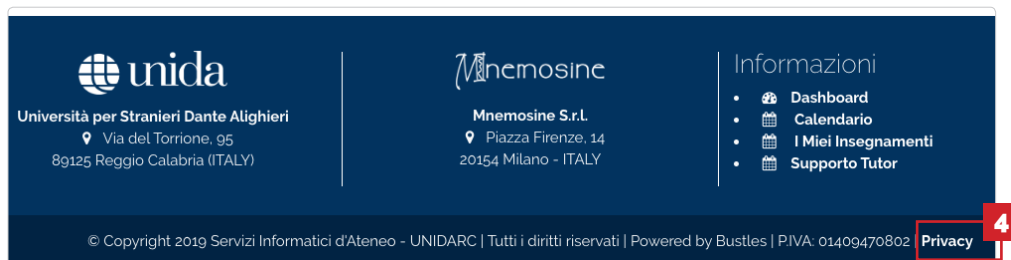 unida
Università per Stranieri Dante Alighieri
Via del Torrione, 95
89125 Reggio Calabria (ITALY)
Mnemosine
Mnemosine S.r.l.
Piazza Firenze, 14
20154 Milano - ITALY
Informazioni
• Dashboard
• Calendario
• I Miei Insegnamenti
• Supporto Tutor
4
© Copyright 2019 Servizi Informatici d'Ateneo - UNIDARC | Tutti i diritti riservati | Powered by Bustles | P.IVA: 01409470802 | Privacy